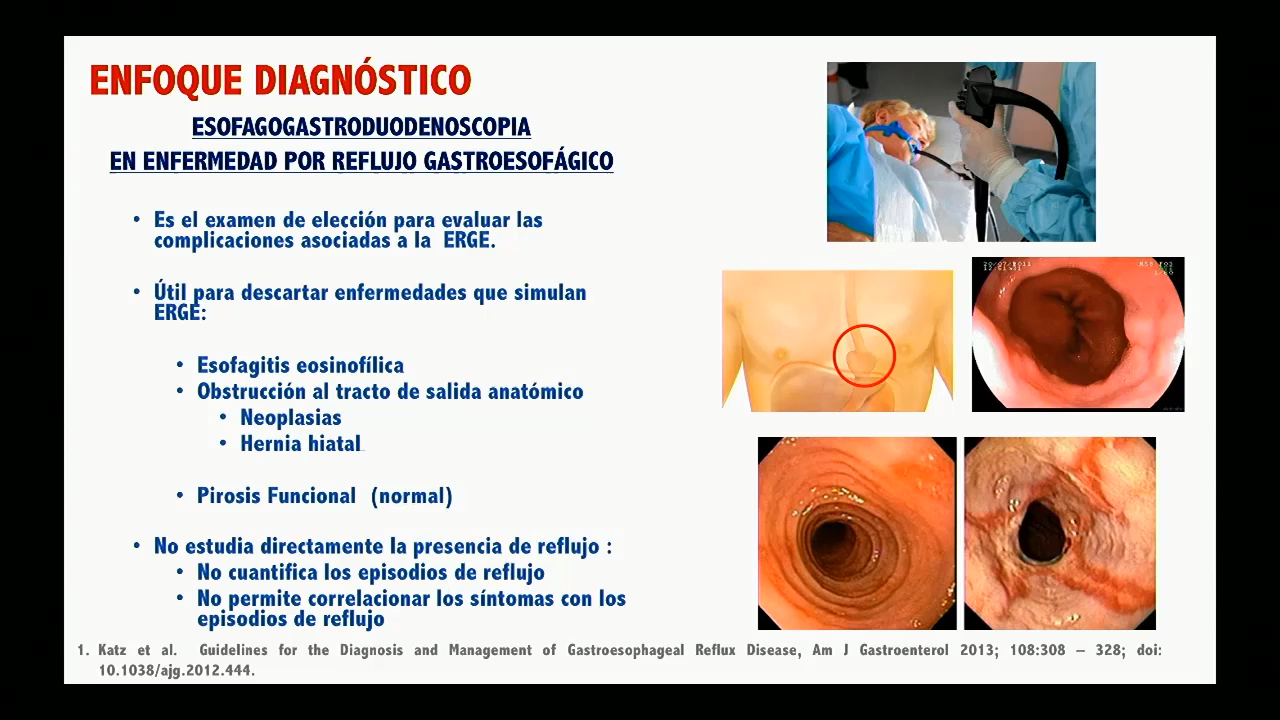 ENFOQUE DIAGNÓSTICO
ESOFAGOGASTRODUODENOSCOPIA
EN ENFERMEDAD POR REFLUJO GASTROESOFÁGICO
• Es el examen de elección para evaluar las
complicaciones asociadas a la ERGE.
• Útil para descartar enfermedades que simulan
ERGE:
• Esofagitis eosinofílica
• Obstrucción al tracto de salida anatómico
• Neoplasias
• Hernia hiatal
• Pirosis Funcional (normal)
• No estudia directamente la presencia de reflujo :
• No cuantifica los episodios de reflujo
• No permite correlacionar los síntomas con los
episodios de reflujo
1. Katz et al. Guidelines for the Diagnosis and Management of Gastroesophageal Reflux Disease, Am J Gastroenterol 2013; 108:308 – 328; doi:
10.1038/ajg.2012.444.